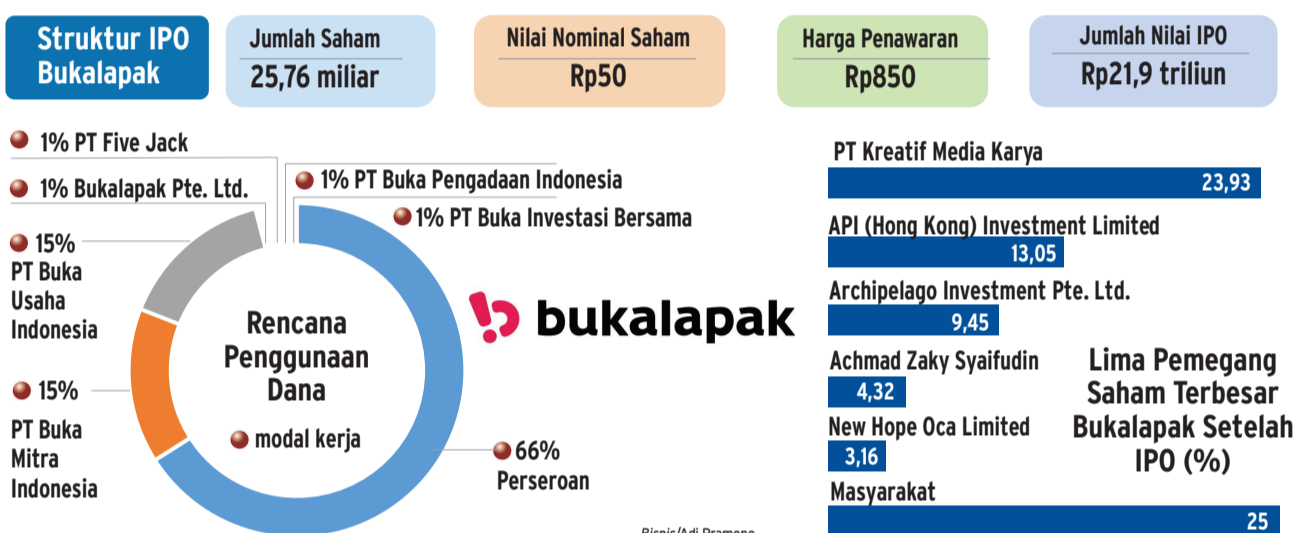 Struktur IPO
Bukalapak
Jumlah Saham
25,76 miliar
Nilai Nominal Saham
Rp50
Harga Penawaran
Rp850
Jumlah Nilai IPO
Rp21,9 triliun
1% PT Five Jack
1% Bukalapak Pte. Ltd.
1% PT Buka Pengadaan Indonesia
1% PT Buka Investasi Bersama
15%
PT Buka
Usaha
Indonesia
15%
PT Buka
Mitra
Indonesia
Rencana
Penggunaan
Dana
modal kerja
66%
Perseroan
bukalapak
PT Kreatif Media Karya
23,93
API (Hong Kong) Investment Limited
13,05
Archipelago Investment Pte. Ltd.
9,45
Achmad Zaky Syaifudin
4,32
New Hope Oca Limited
3,16
Masyarakat
25
Lima Pemegang
Saham Terbesar
Bukalapak Setelah
IPO (%)
Bisnis/Adi Pramono